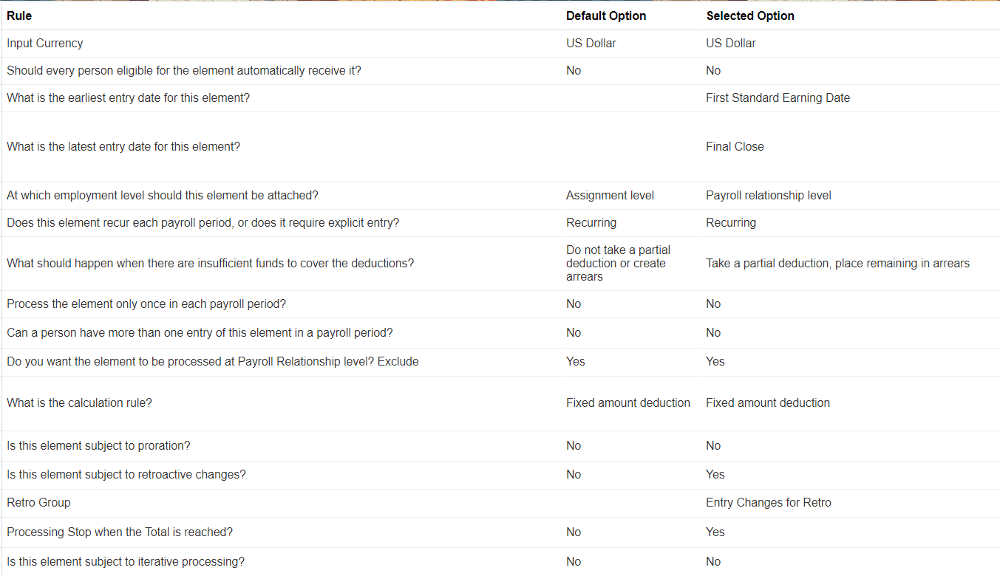 Rule Default Option Selected Option
Input Currency US Dollar US Dollar
Should every person eligible for the element automatically receive it? No No
What is the earliest entry date for this element? First Standard Earning Date
What is the latest entry date for this element? Final Close
At which employment level should this element be attached? Assignment level Payroll relationship level
Does this element recur each payroll period, or does it require explicit entry? Recurring Recurring
What should happen when there are insufficient funds to cover the deductions? Do not take a partial
deduction or create
arrears Take a partial deduction, place remaining in arrears
Process the element only once in each payroll period? No No
Can a person have more than one entry of this element in a payroll period? No No
Do you want the element to be processed at Payroll Relationship level? Exclude Yes Yes
What is the calculation rule? Fixed amount deduction Fixed amount deduction
Is this element subject to proration? No No
Is this element subject to retroactive changes? No Yes
Retro Group Entry Changes for Retro
Processing Stop when the Total is reached? No Yes
Is this element subject to iterative processing? No No